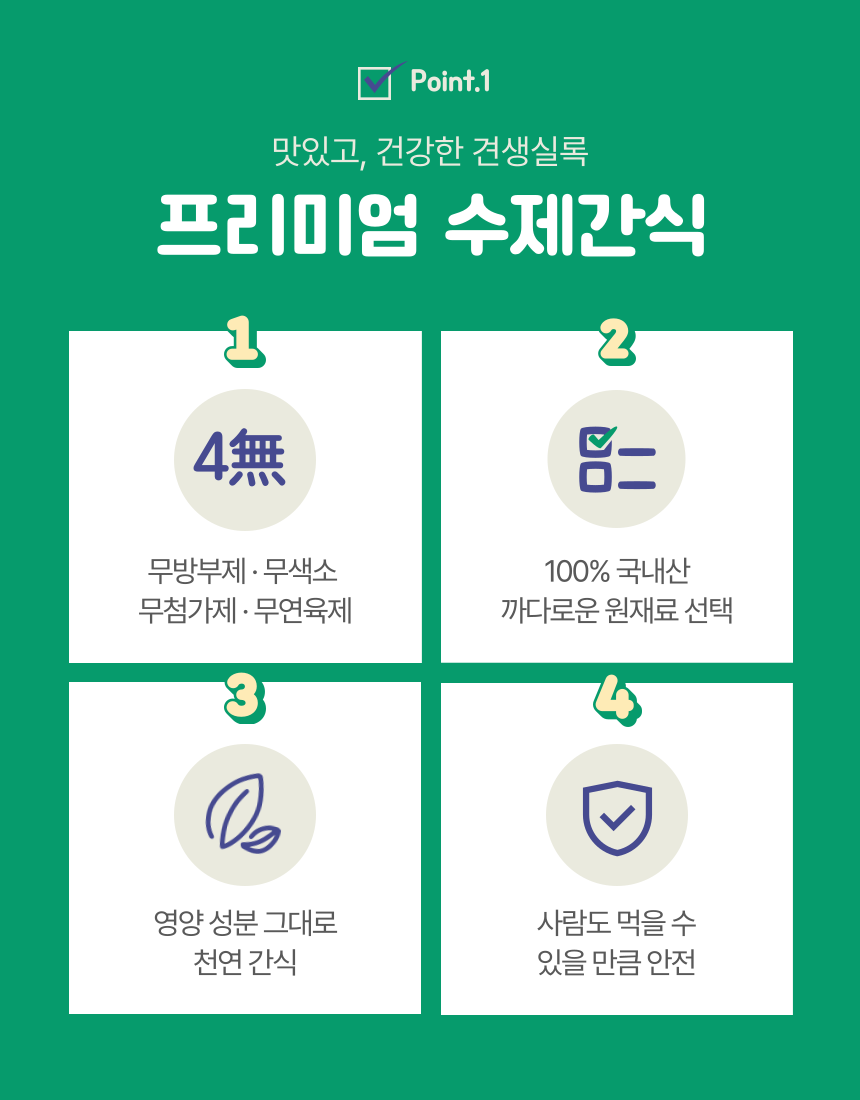 Point.1
맛있고, 건강한 견생실록
프리미엄 수제간식
1
4無
무방부제 · 무색소
무첨가제 · 무연육제
2
100% 국내산
까다로운 원재료 선택
3
영양 성분 그대로
천연 간식
4
사람도 먹을 수
있을 만큼 안전